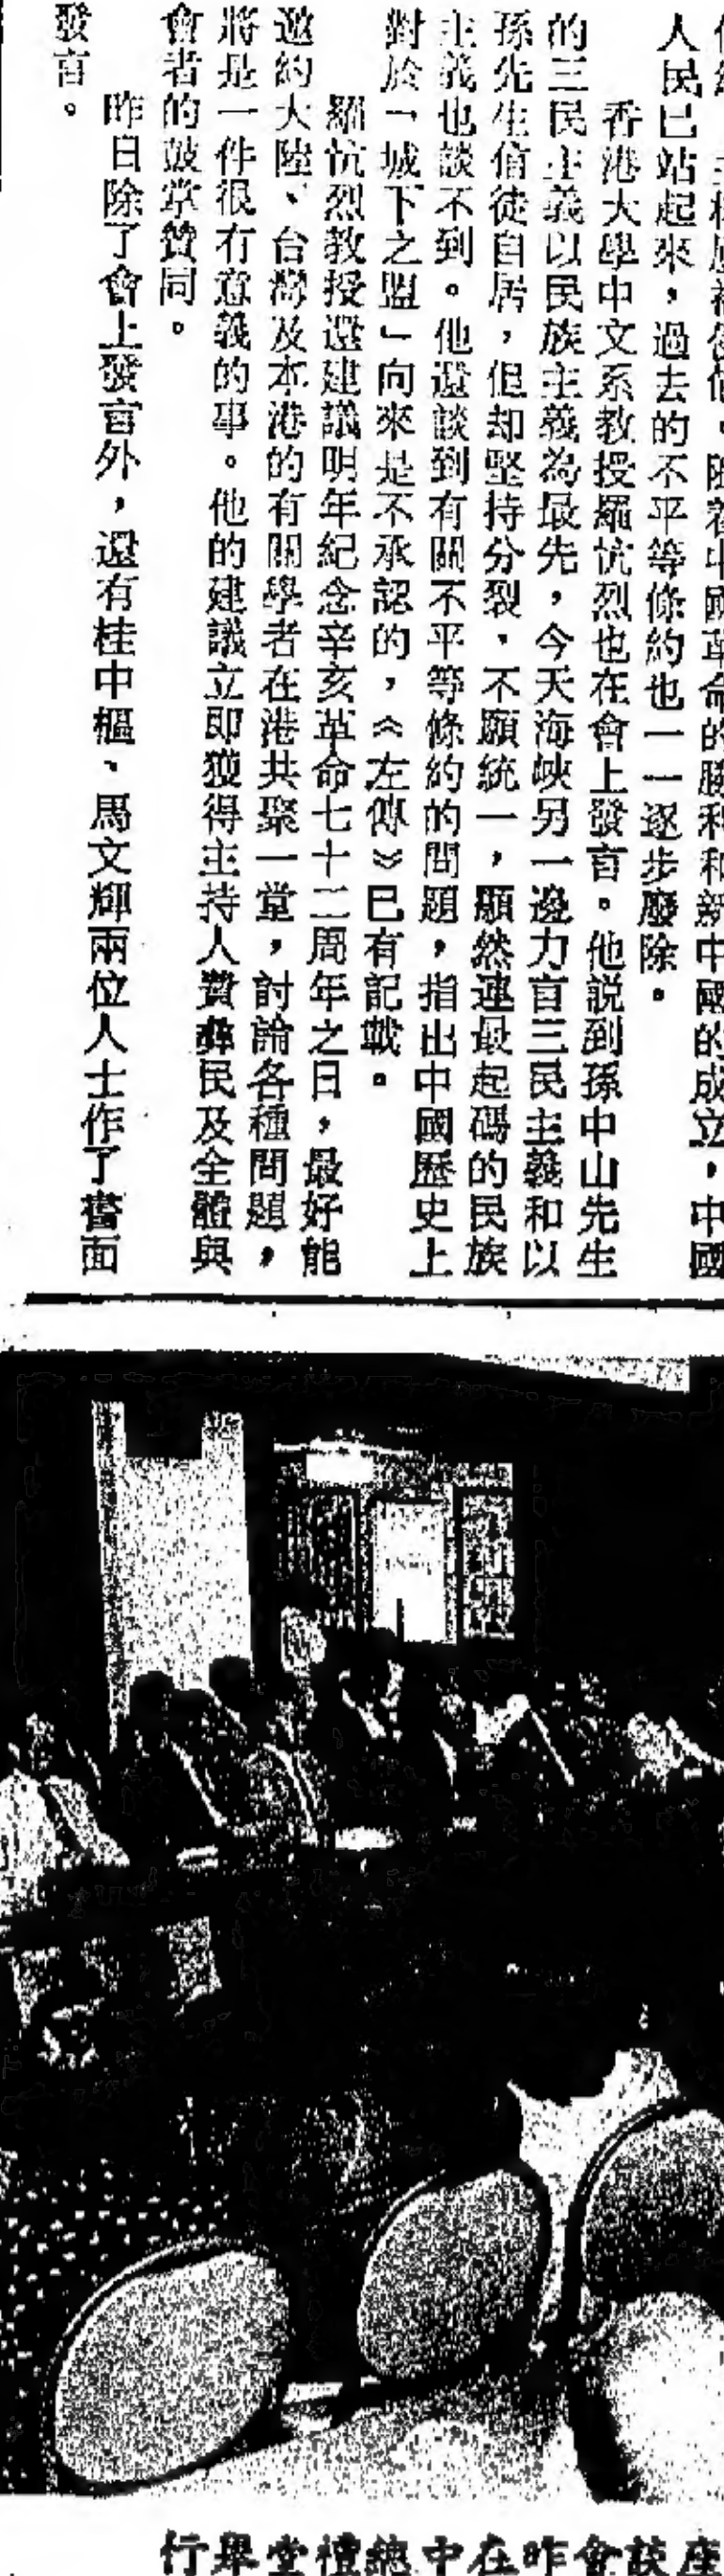 革命的勝利和新中國的成立，中國
人民已站起來，過去的不平等條約也一一逐步廢除。
香港大學中文系教授羅忼烈也在會上發言。他說到孫中山先生
的三民主義以民族主義為最先，今天海峽另一邊力言三民主義和以
孫先生信徒自居，但却堅持分裂，不願統一，顯然連最起碼的民族
主義也談不到。他還談到有關不平等條約的問題，指出中國歷史上
對於「城下之盟」向來是不承認的，《左傳》已有記載。
羅忼烈教授還建議明年紀念辛亥革命七十二周年之日，最好能
邀約大陸、台灣及本港的有關學者在港共聚一堂，討論各種問題，
將是一件很有意義的事。他的建議立即獲得主持人費彝民及全體與
會者的鼓掌贊同。
昨日除了會上發言外，還有桂中樞、馬文輝兩位人士作了書面
發言。
座談會昨在中總禮堂舉行